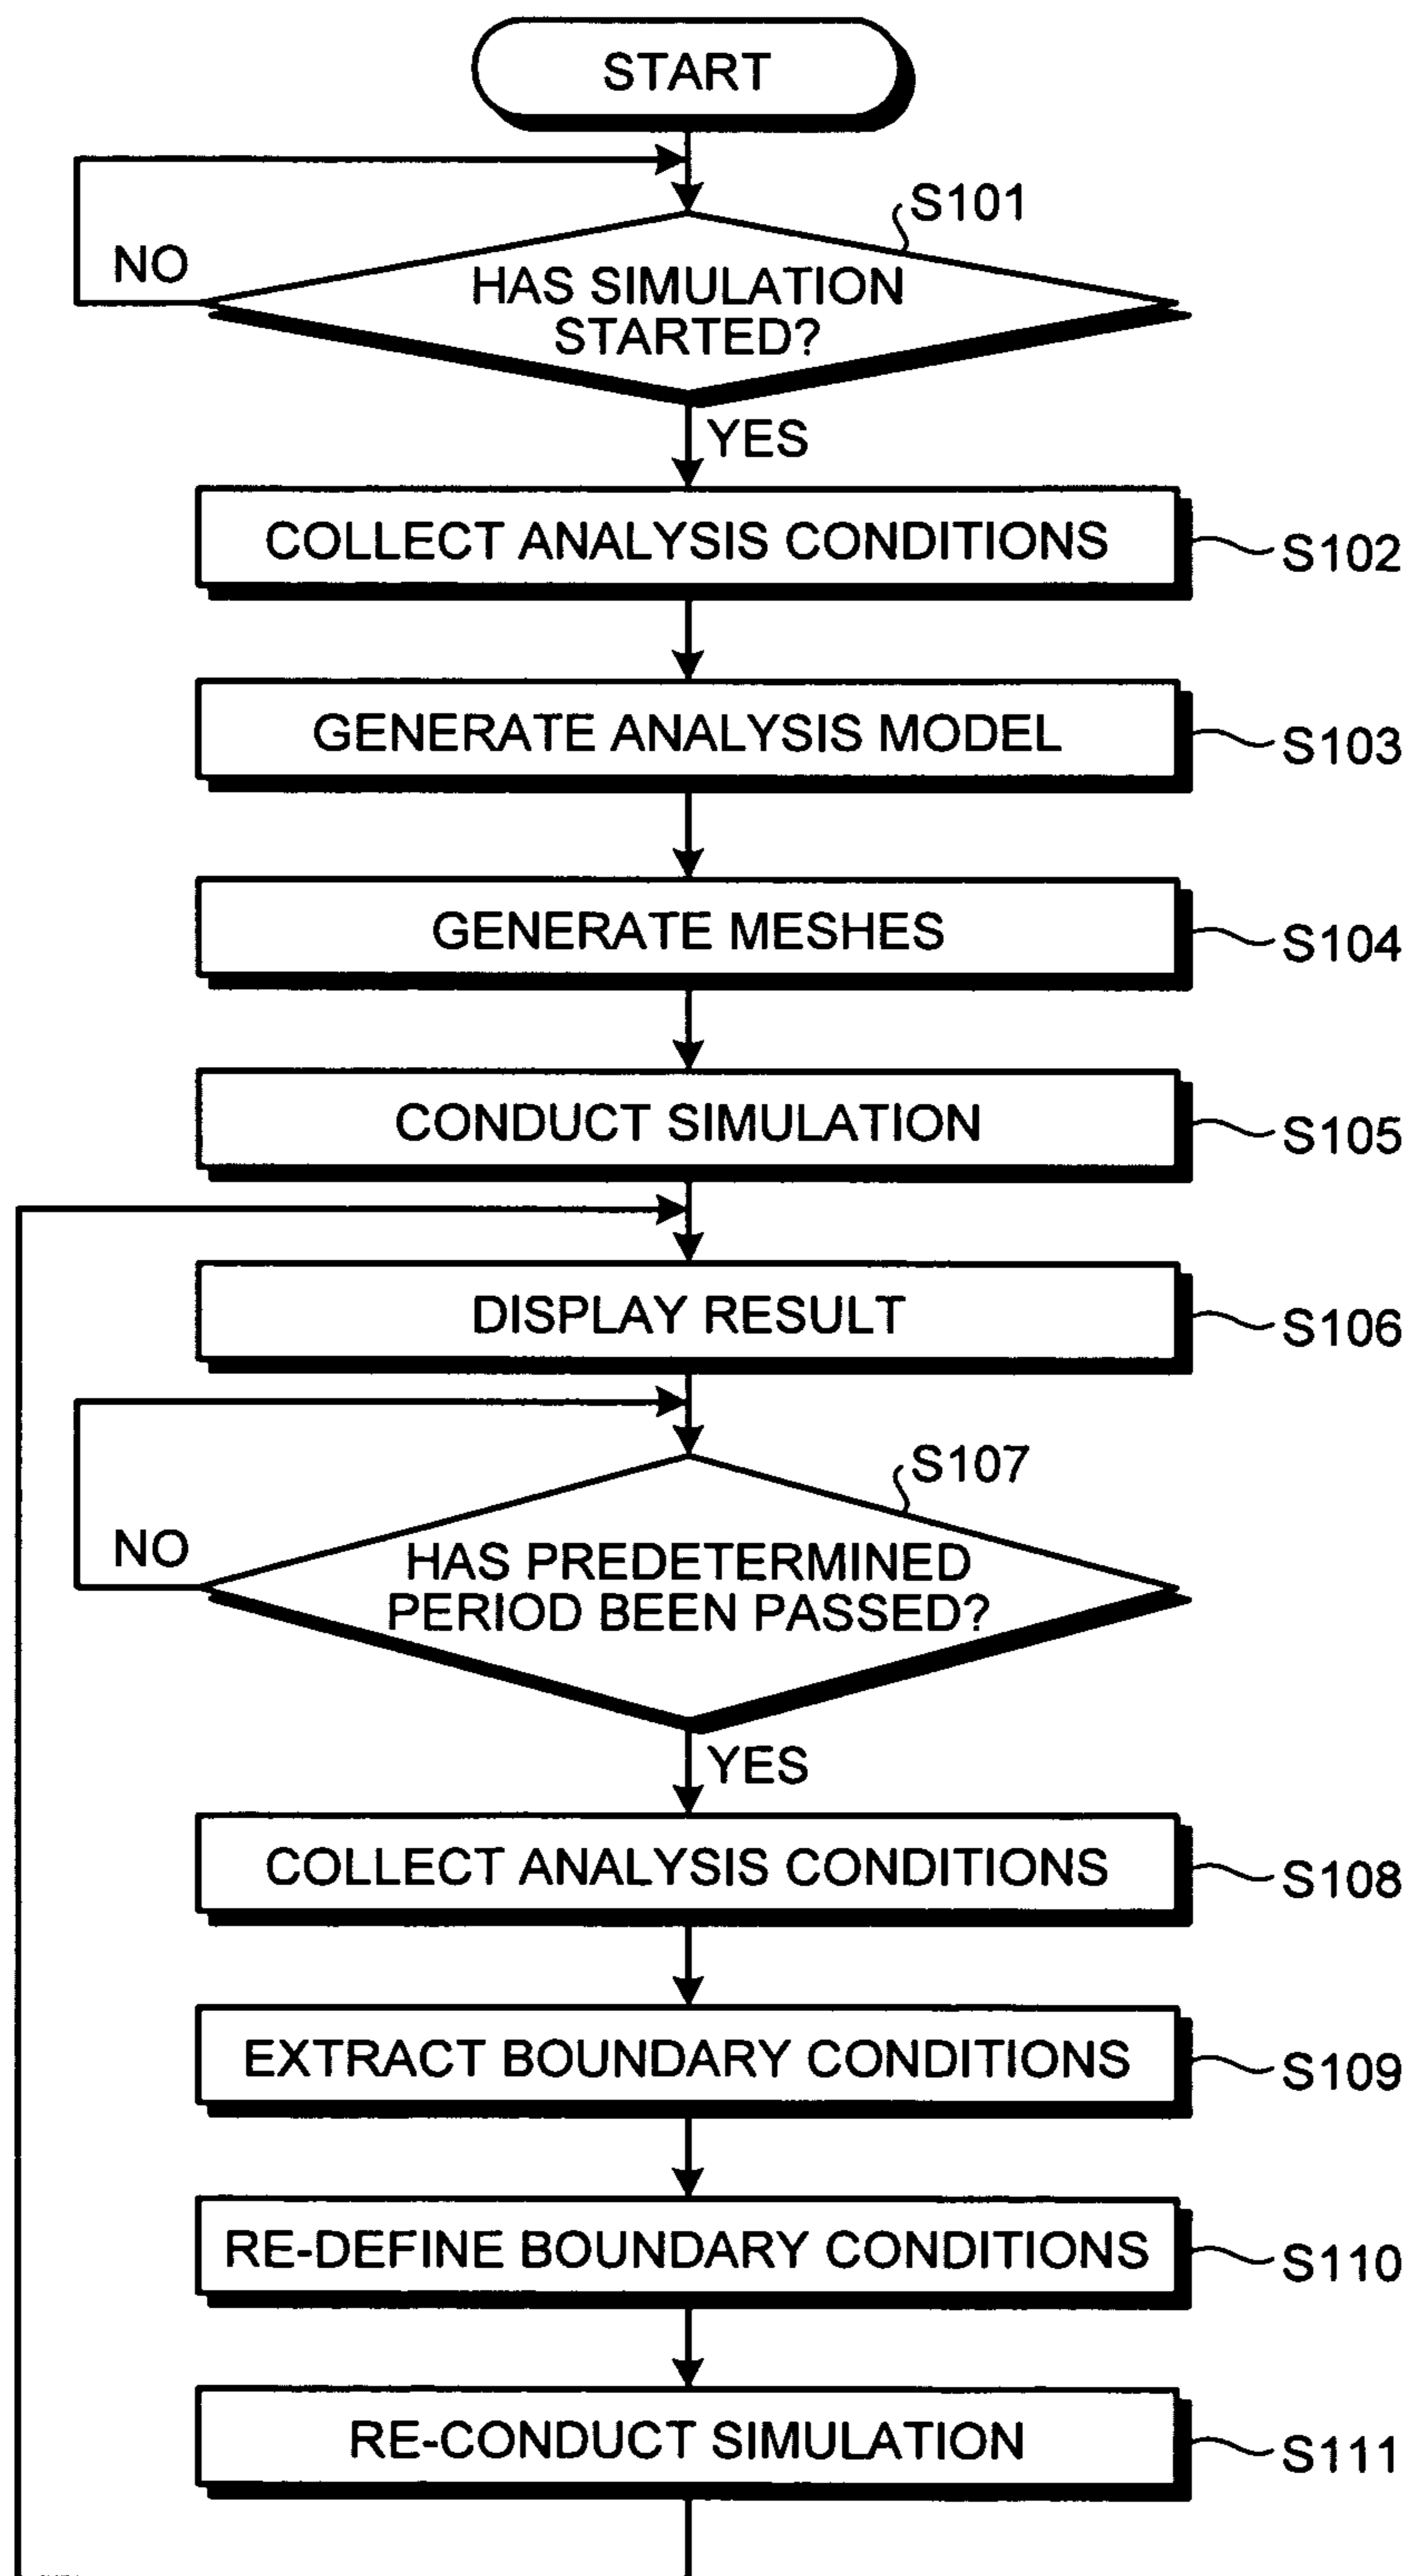 START
S101
NO
HAS SIMULATION
STARTED?
YES
COLLECT ANALYSIS CONDITIONS
S102
GENERATE ANALYSIS MODEL
S103
GENERATE MESHES
S104
CONDUCT SIMULATION
S105
DISPLAY RESULT
S106
S107
NO
HAS PREDETERMINED
PERIOD BEEN PASSED?
YES
COLLECT ANALYSIS CONDITIONS
S108
EXTRACT BOUNDARY CONDITIONS
S109
RE-DEFINE BOUNDARY CONDITIONS
S110
RE-CONDUCT SIMULATION
S111